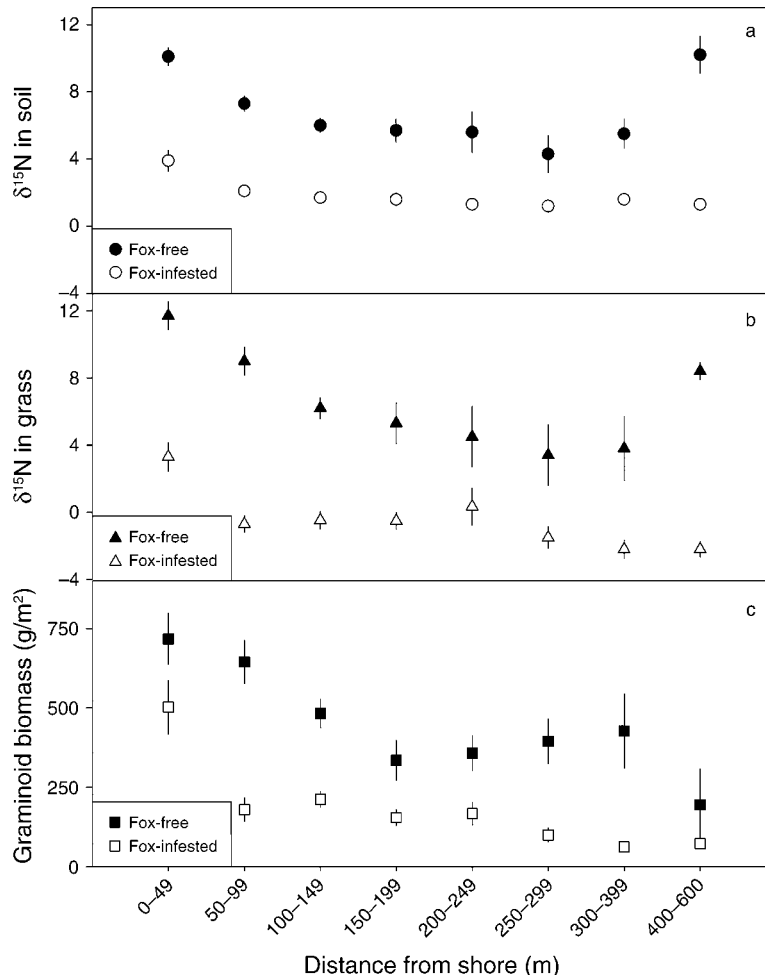 a
12
8
4
0
−4
δ¹⁵N in soil
Fox-free
Fox-infested
b
12
8
4
0
−4
δ¹⁵N in grass
Fox-free
Fox-infested
c
750
500
250
0
Graminoid biomass (g/m²)
Fox-free
Fox-infested
0–49
50–99
100–149
150–199
200–249
250–299
300–399
400–600
Distance from shore (m)